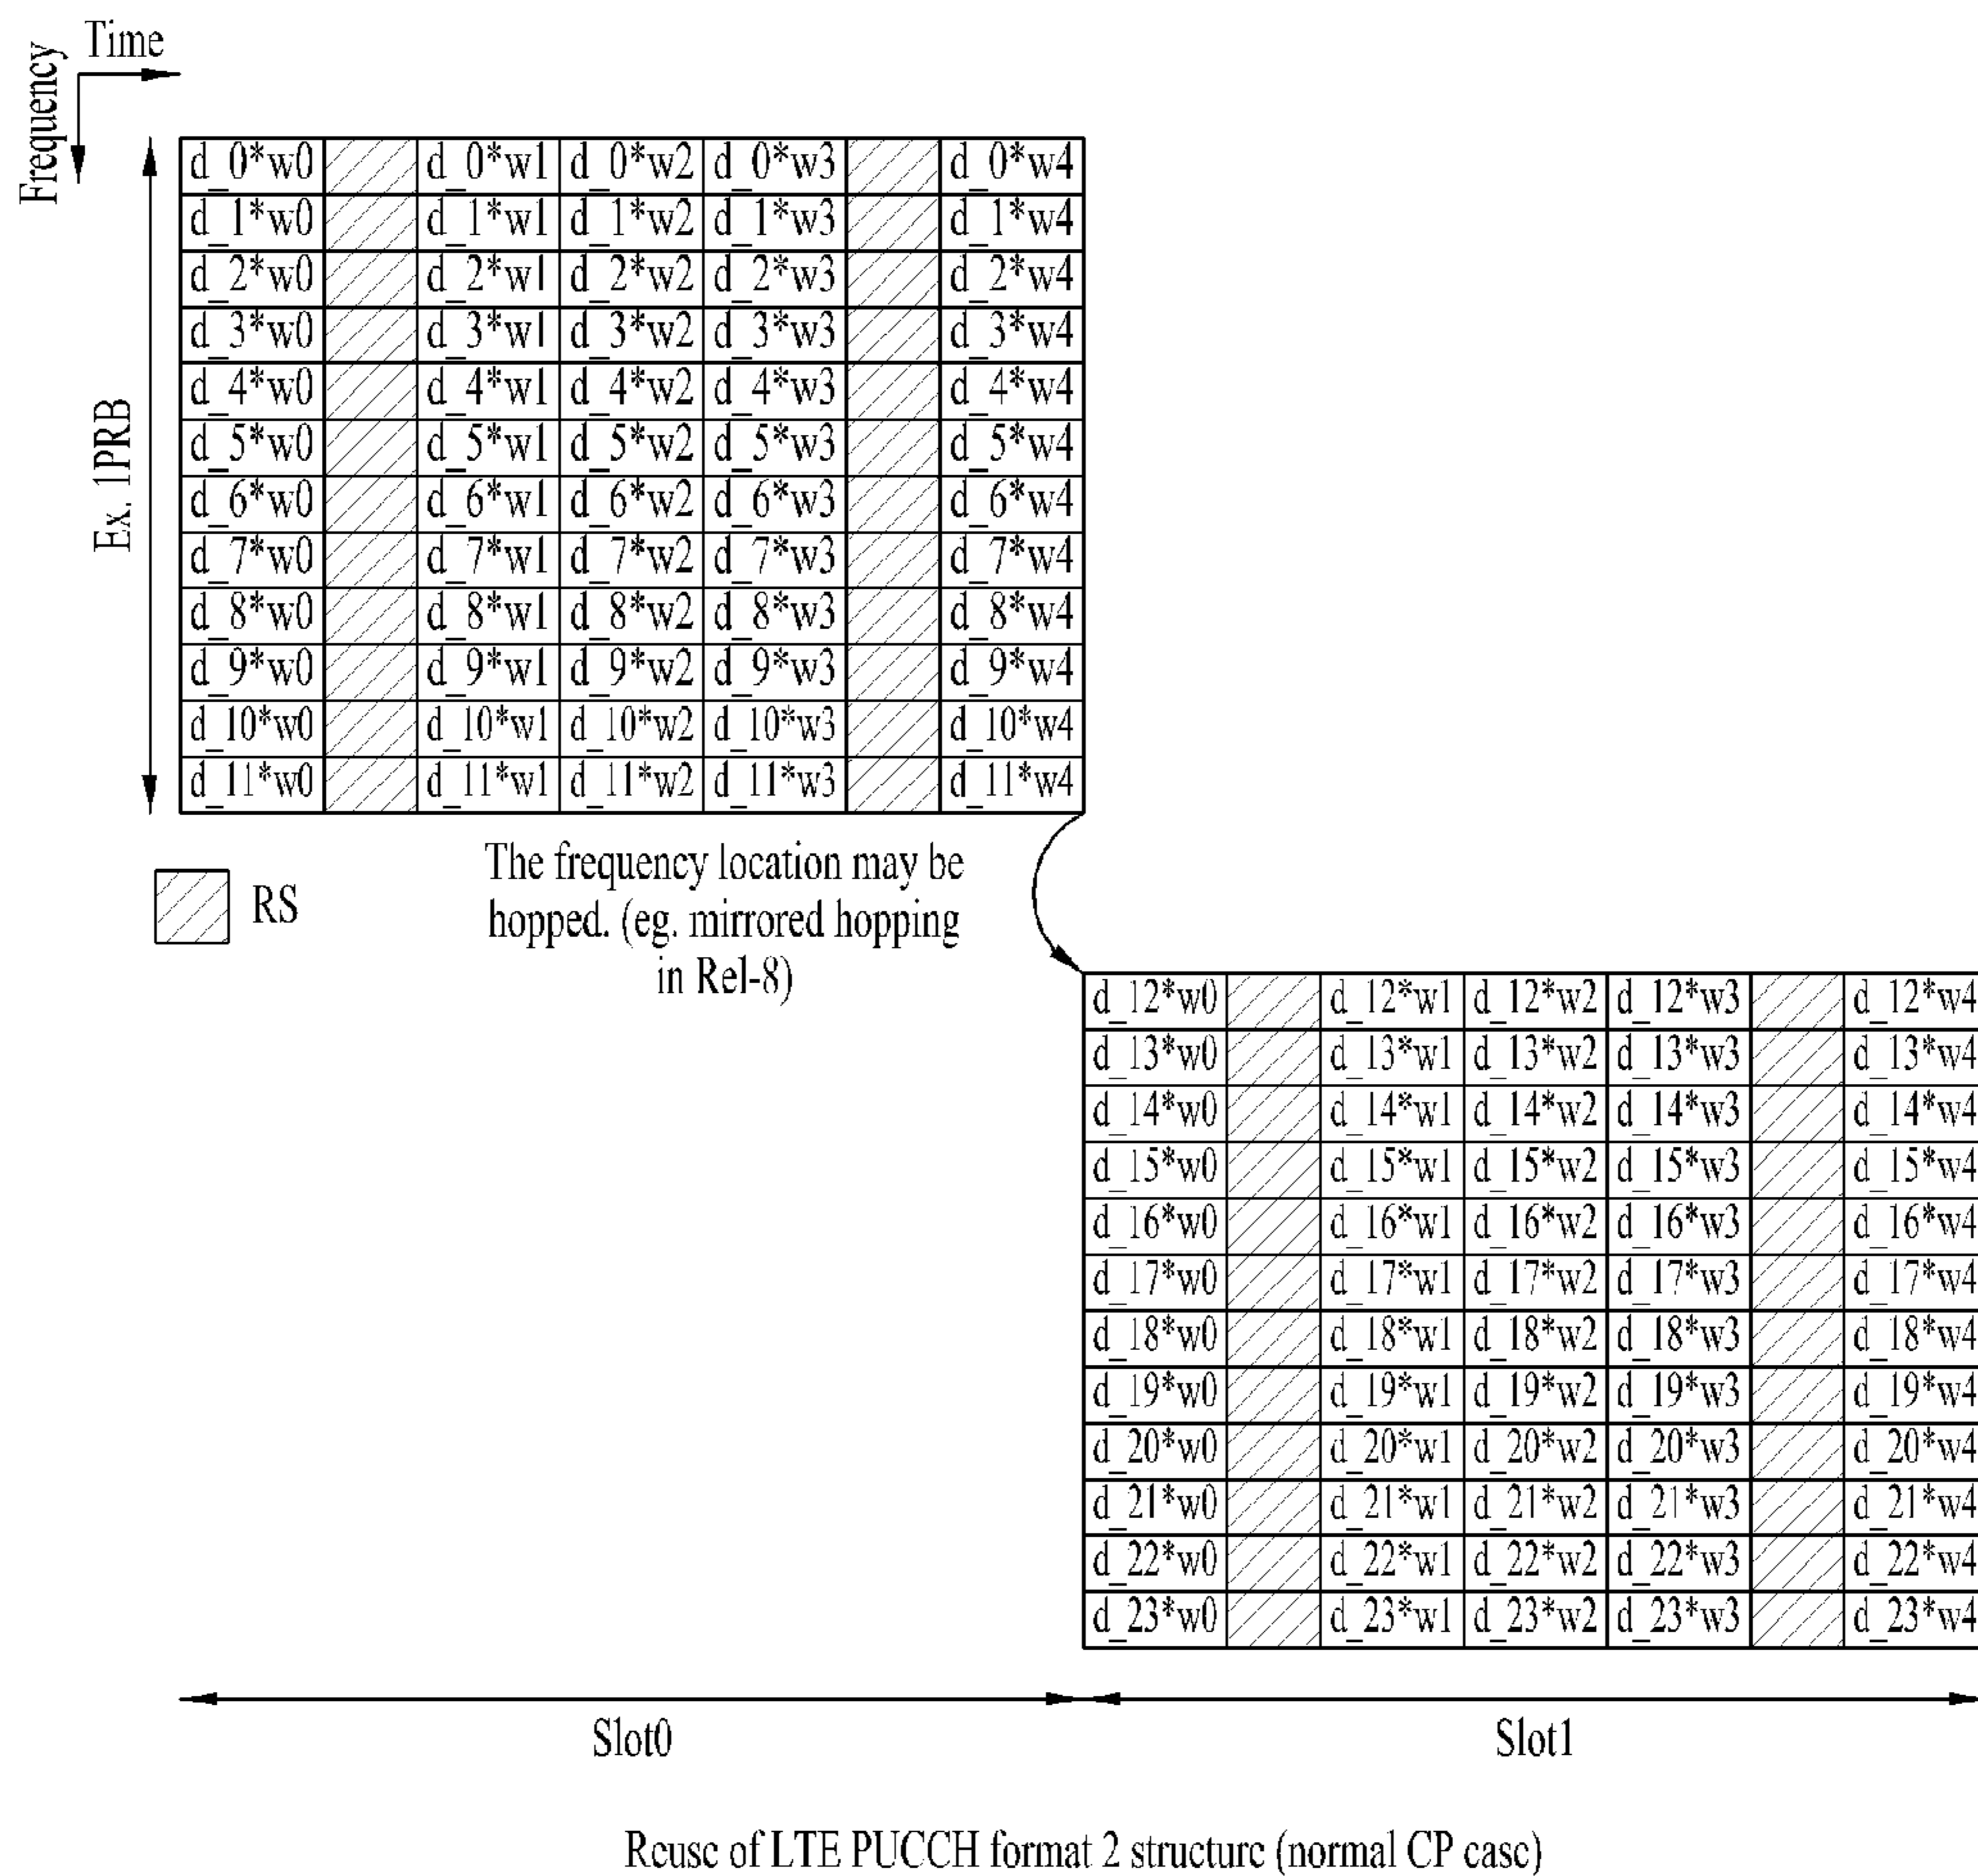 Time
Frequency
Ex. 1PRB
d_0*w0 d_0*w1 d_0*w2 d_0*w3 d_0*w4
d_1*w0 d_1*w1 d_1*w2 d_1*w3 d_1*w4
d_2*w0 d_2*w1 d_2*w2 d_2*w3 d_2*w4
d_3*w0 d_3*w1 d_3*w2 d_3*w3 d_3*w4
d_4*w0 d_4*w1 d_4*w2 d_4*w3 d_4*w4
d_5*w0 d_5*w1 d_5*w2 d_5*w3 d_5*w4
d_6*w0 d_6*w1 d_6*w2 d_6*w3 d_6*w4
d_7*w0 d_7*w1 d_7*w2 d_7*w3 d_7*w4
d_8*w0 d_8*w1 d_8*w2 d_8*w3 d_8*w4
d_9*w0 d_9*w1 d_9*w2 d_9*w3 d_9*w4
d_10*w0 d_10*w1 d_10*w2 d_10*w3 d_10*w4
d_11*w0 d_11*w1 d_11*w2 d_11*w3 d_11*w4
RS
The frequency location may be
hopped. (eg. mirrored hopping
in Rel-8)
d_12*w0 d_12*w1 d_12*w2 d_12*w3 d_12*w4
d_13*w0 d_13*w1 d_13*w2 d_13*w3 d_13*w4
d_14*w0 d_14*w1 d_14*w2 d_14*w3 d_14*w4
d_15*w0 d_15*w1 d_15*w2 d_15*w3 d_15*w4
d_16*w0 d_16*w1 d_16*w2 d_16*w3 d_16*w4
d_17*w0 d_17*w1 d_17*w2 d_17*w3 d_17*w4
d_18*w0 d_18*w1 d_18*w2 d_18*w3 d_18*w4
d_19*w0 d_19*w1 d_19*w2 d_19*w3 d_19*w4
d_20*w0 d_20*w1 d_20*w2 d_20*w3 d_20*w4
d_21*w0 d_21*w1 d_21*w2 d_21*w3 d_21*w4
d_22*w0 d_22*w1 d_22*w2 d_22*w3 d_22*w4
d_23*w0 d_23*w1 d_23*w2 d_23*w3 d_23*w4
Slot0 Slot1
Reuse of LTE PUCCH format 2 structure (normal CP case)